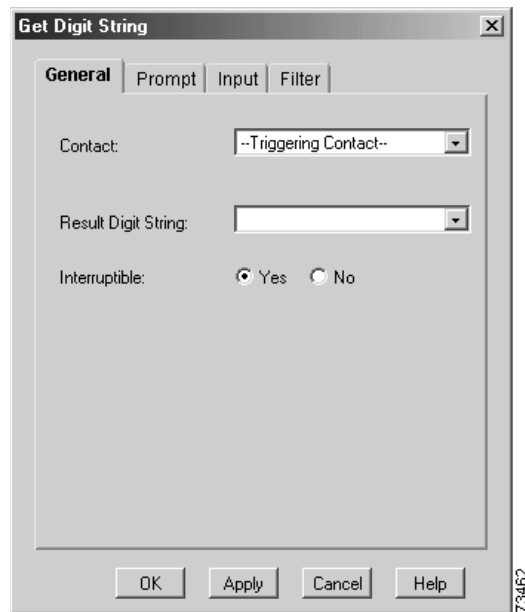 Get Digit String
General Prompt Input Filter
Contact: --Triggering Contact--
Result Digit String:
Interruptible: Yes No
OK Apply Cancel Help
73462